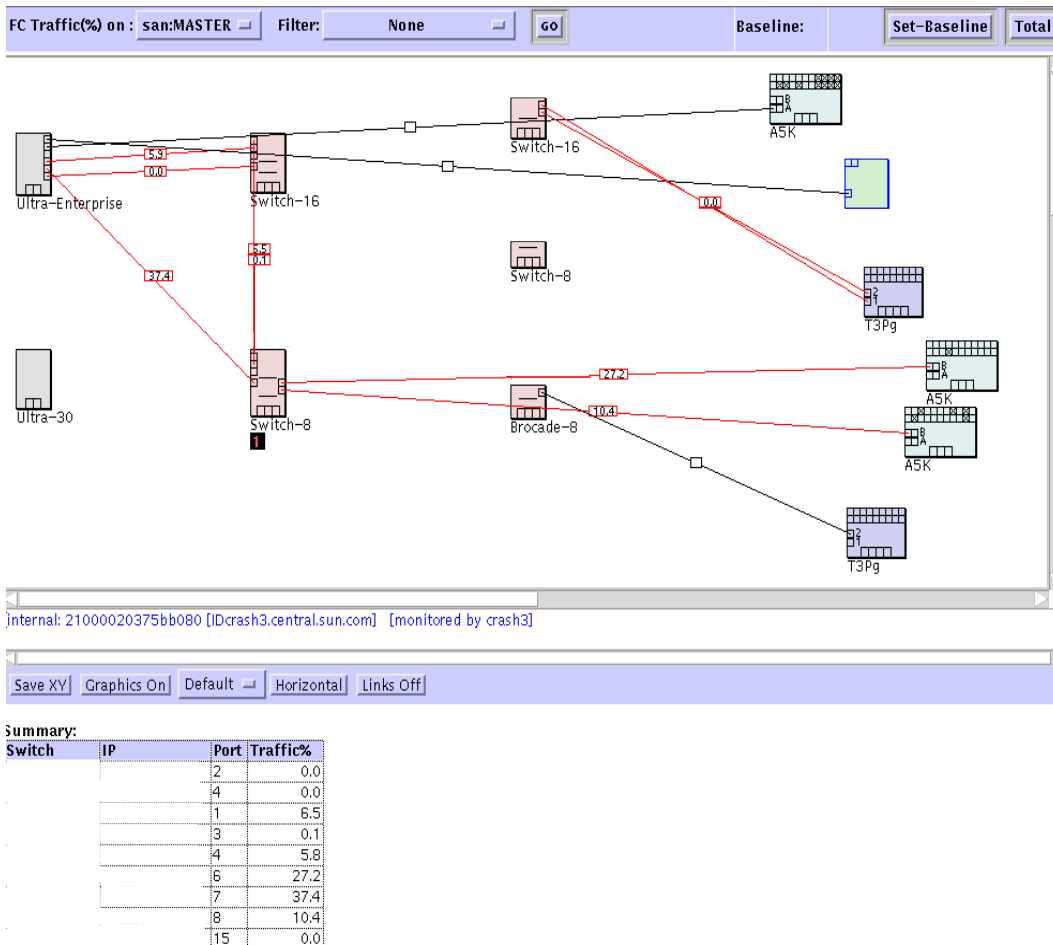 FC Traffic(%) on : san:MASTER Filter: None GO Baseline: Set-Baseline Total
B
A
A5K
Switch-16
Ultra-Enterprise
5.9
0.0
Switch-16
0.0
5.5
0.1
37.4
Switch-8
2
1
T3Pg
Ultra-30
Switch-8
1
27.2
B
A
A5K
Brocade-8
10.4
B
A
A5K
2
1
T3Pg
internal: 21000020375bb080 [IDcrash3.central.sun.com] [monitored by crash3]
Save XY Graphics On Default Horizontal Links Off
Summary:
Switch IP Port Traffic%
2 0.0
4 0.0
1 6.5
3 0.1
4 5.8
6 27.2
7 37.4
8 10.4
15 0.0